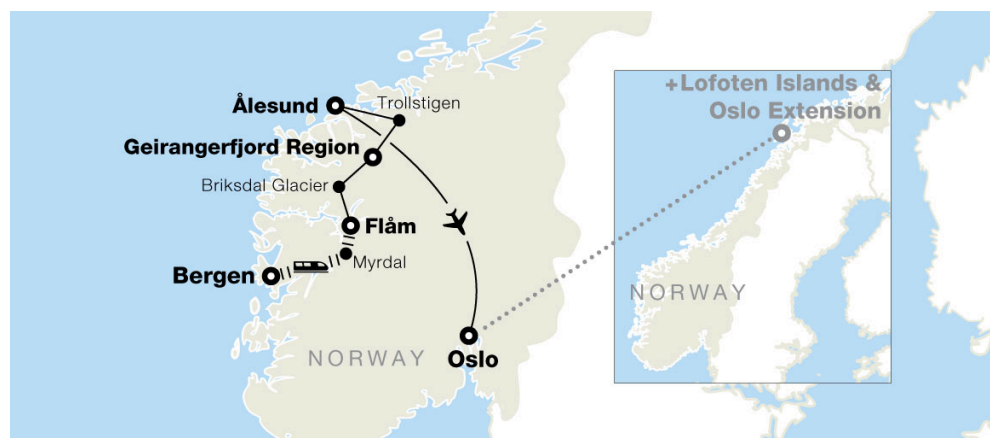 +Lofoten Islands &
Oslo Extension
Ålesund
Trollstigen
Geirangerfjord Region
Briksdal Glacier
Flåm
Myrdal
Bergen
NORWAY
Oslo
NORWAY